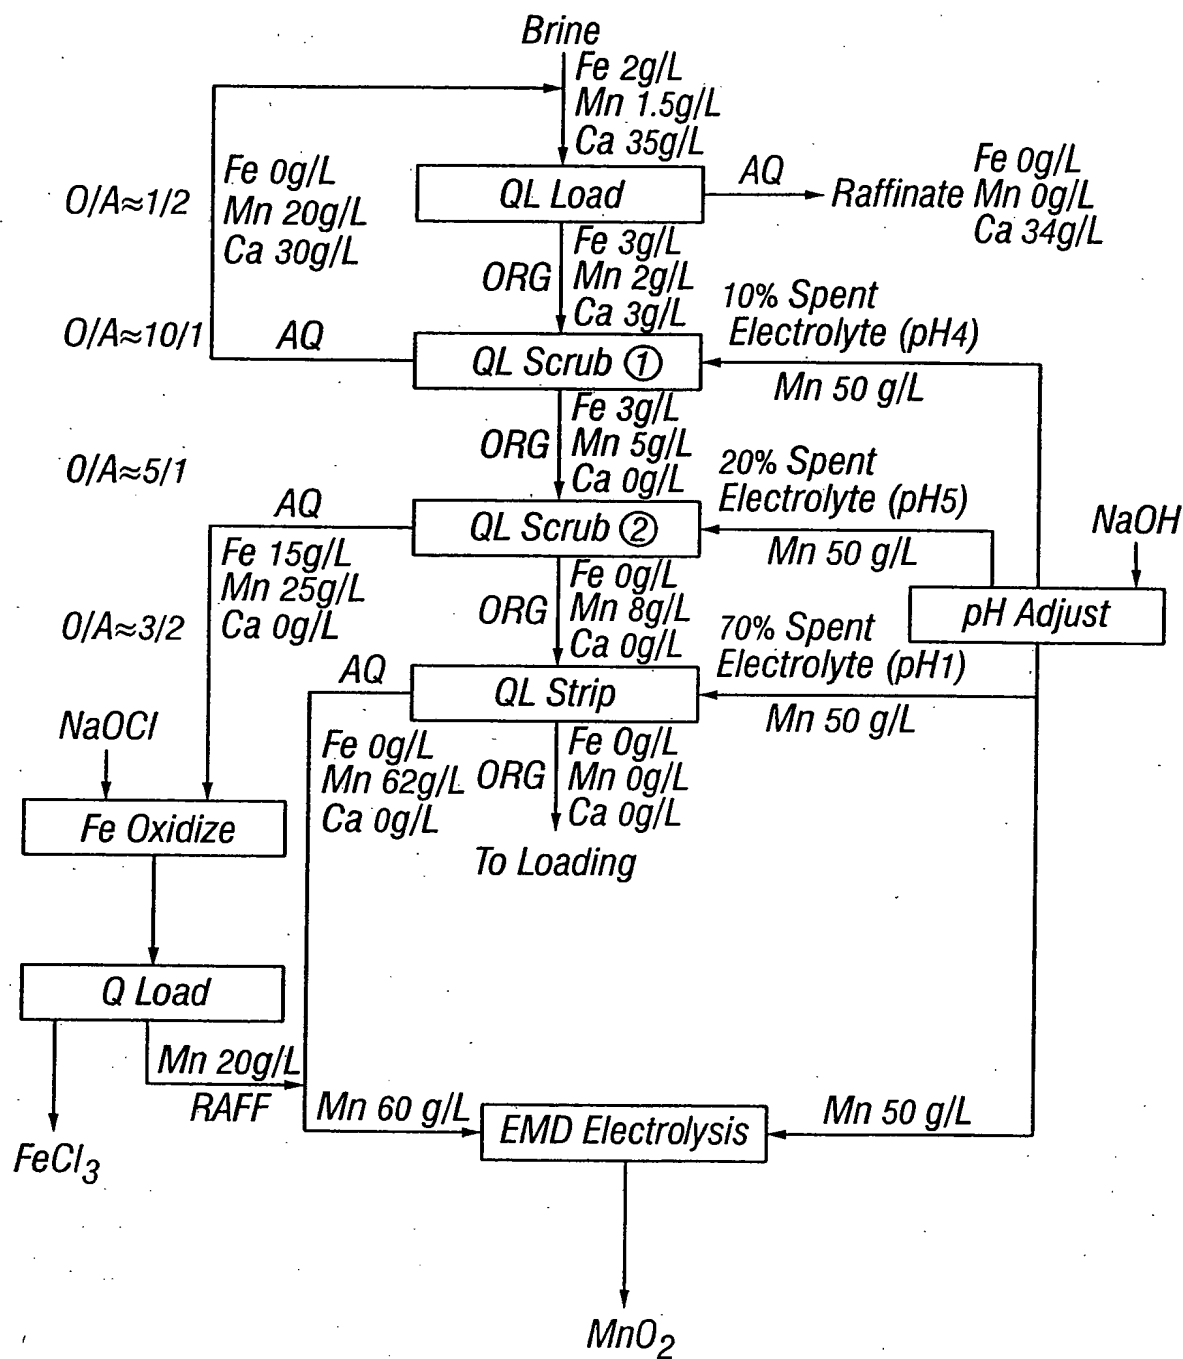 Brine
Fe 2g/L
Mn 1.5g/L
Ca 35g/L
O/A≈1/2
Fe 0g/L
Mn 20g/L
Ca 30g/L
QL Load
AQ
Raffinate
Fe 0g/L
Mn 0g/L
Ca 34g/L
ORG
Fe 3g/L
Mn 2g/L
Ca 3g/L
10% Spent
Electrolyte (pH4)
O/A≈10/1
AQ
QL Scrub ①
Mn 50 g/L
ORG
Fe 3g/L
Mn 5g/L
Ca 0g/L
20% Spent
Electrolyte (pH5)
O/A≈5/1
AQ
QL Scrub ②
Mn 50 g/L
NaOH
Fe 15g/L
Mn 25g/L
Ca 0g/L
ORG
Fe 0g/L
Mn 8g/L
Ca 0g/L
pH Adjust
O/A≈3/2
70% Spent
Electrolyte (pH1)
AQ
QL Strip
Mn 50 g/L
NaOCl
Fe 0g/L
Mn 62g/L
Ca 0g/L
ORG
Fe 0g/L
Mn 0g/L
Ca 0g/L
Fe Oxidize
To Loading
Q Load
Mn 20g/L
RAFF
Mn 60 g/L
EMD Electrolysis
Mn 50 g/L
FeCl3
MnO2